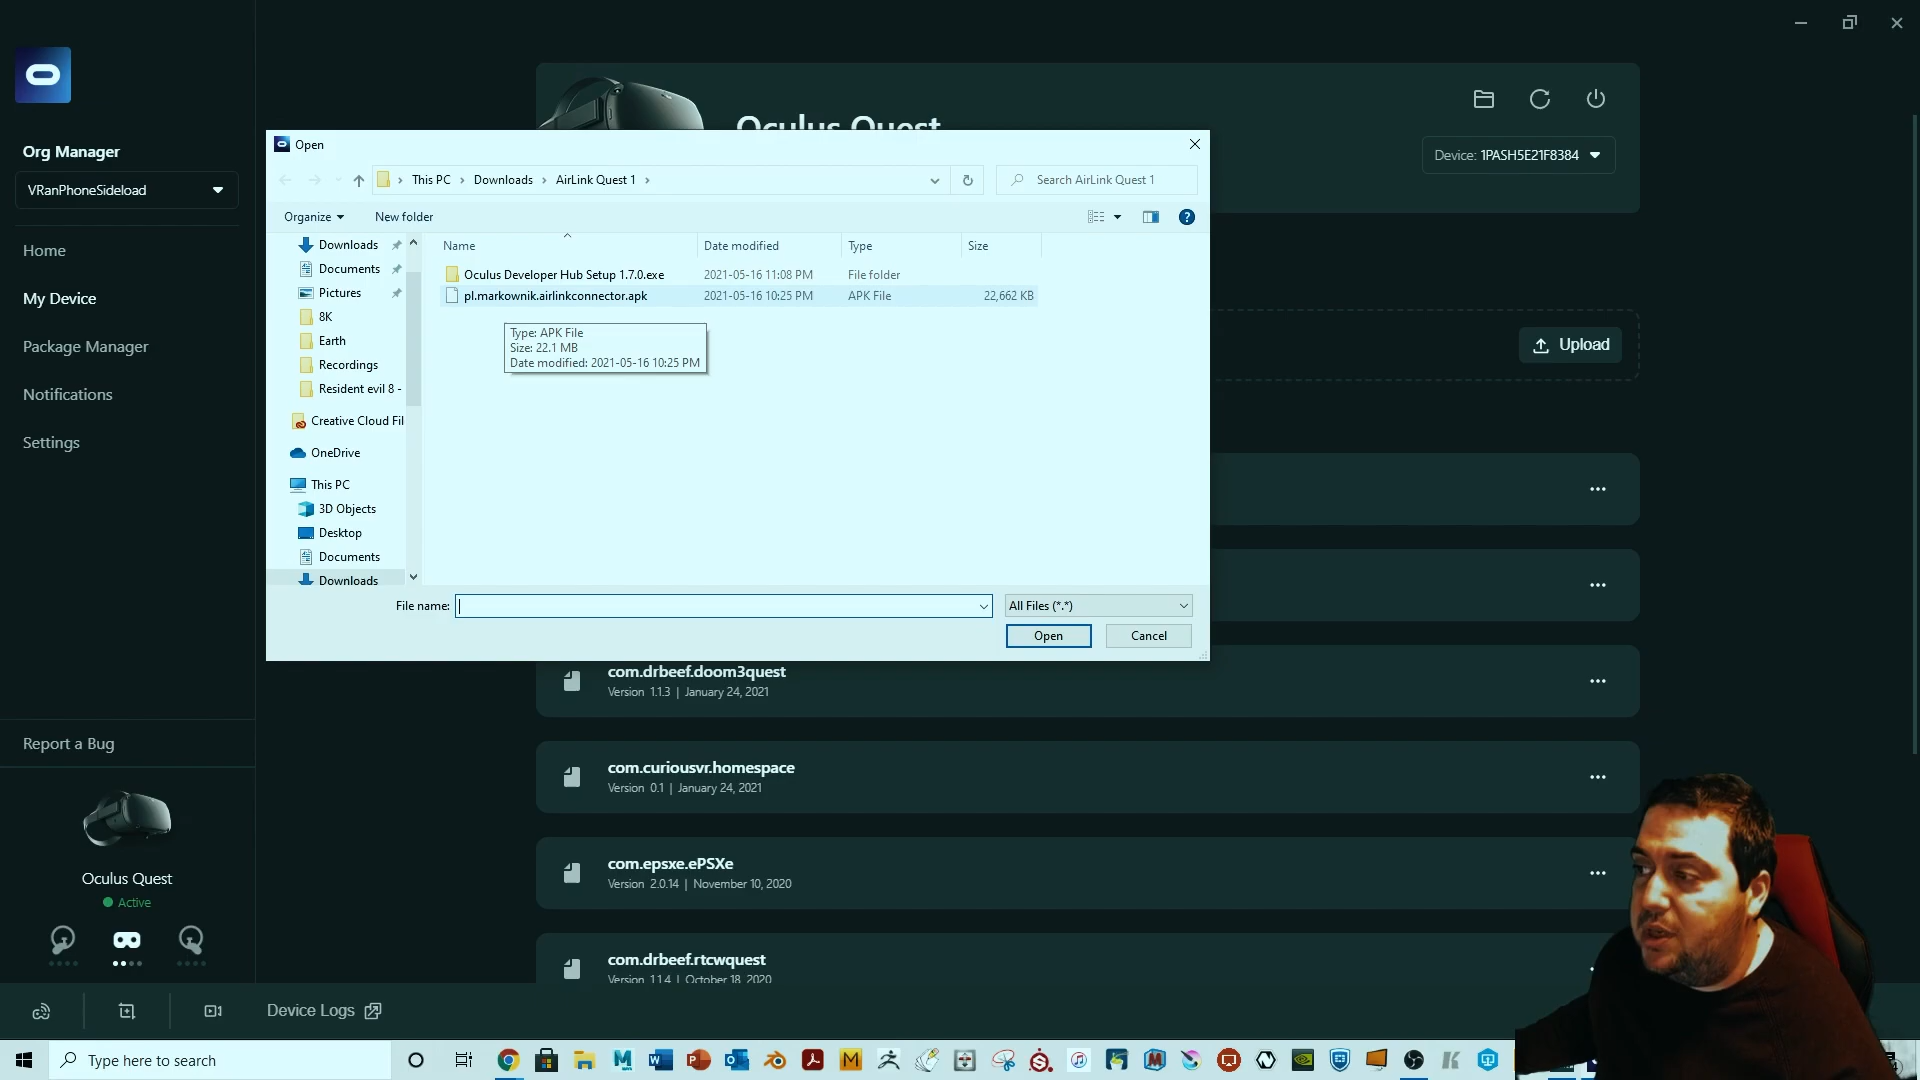 Org Manager
VRanPhoneSideload
Home
My Device
Package Manager
Notifications
Settings
Report a Bug
Oculus Quest
Active
Oculus Quest
Device: 1PASH5E21F8384
Upload
Open
This PC
Downloads
AirLink Quest 1
Search AirLink Quest 1
Organize
New folder
Downloads
Documents
Pictures
8K
Earth
Recordings
Resident evil 8 -
Creative Cloud Fil
OneDrive
This PC
3D Objects
Desktop
Documents
Downloads
Name Date modified Type Size
Oculus Developer Hub Setup 1.7.0.exe 2021-05-16 11:08 PM File folder
pl.markownik.airlinkconnector.apk 2021-05-16 10:25 PM APK File 22,662 KB
Type: APK File
Size: 22.1 MB
Date modified: 2021-05-16 10:25 PM
File name:
All Files (*.*)
Open
Cancel
com.drbeef.doom3quest
Version 1.1.3 | January 24, 2021
com.curiousvr.homespace
Version 0.1 | January 24, 2021
com.epsxe.ePSXe
Version 2.0.14 | November 10, 2020
com.drbeef.rtcwquest
Version 1.1.4 | October 18, 2020
Device Logs
Type here to search